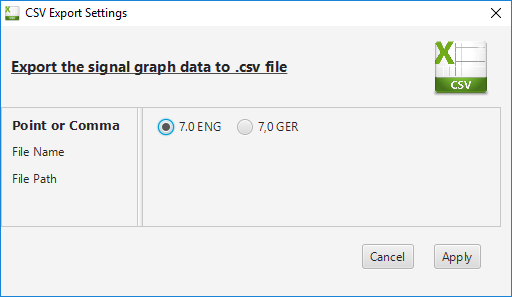 CSV Export Settings
Export the signal graph data to .csv file
CSV
Point or Comma
7.0 ENG
7,0 GER
File Name
File Path
Cancel
Apply